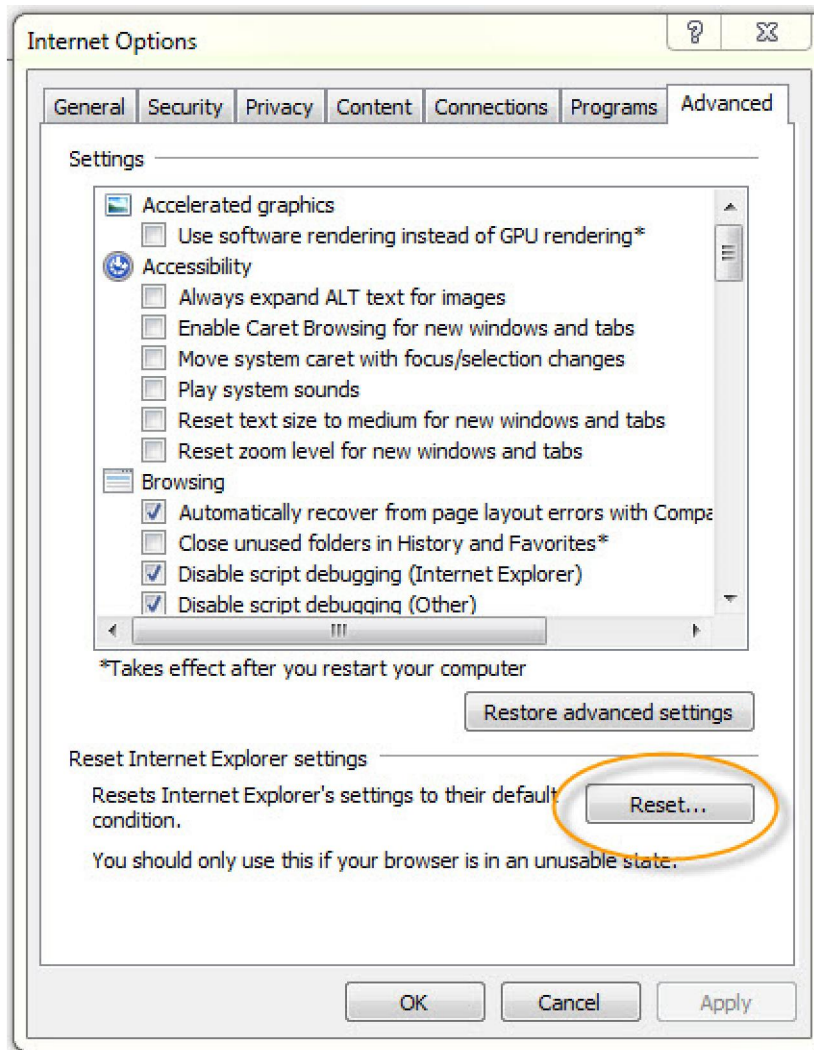 Internet Options
General Security Privacy Content Connections Programs Advanced
Settings
Accelerated graphics
Use software rendering instead of GPU rendering*
Accessibility
Always expand ALT text for images
Enable Caret Browsing for new windows and tabs
Move system caret with focus/selection changes
Play system sounds
Reset text size to medium for new windows and tabs
Reset zoom level for new windows and tabs
Browsing
Automatically recover from page layout errors with Compa
Close unused folders in History and Favorites*
Disable script debugging (Internet Explorer)
Disable script debugging (Other)
*Takes effect after you restart your computer
Restore advanced settings
Reset Internet Explorer settings
Resets Internet Explorer's settings to their default
condition.
Reset...
You should only use this if your browser is in an unusable state.
OK Cancel Apply